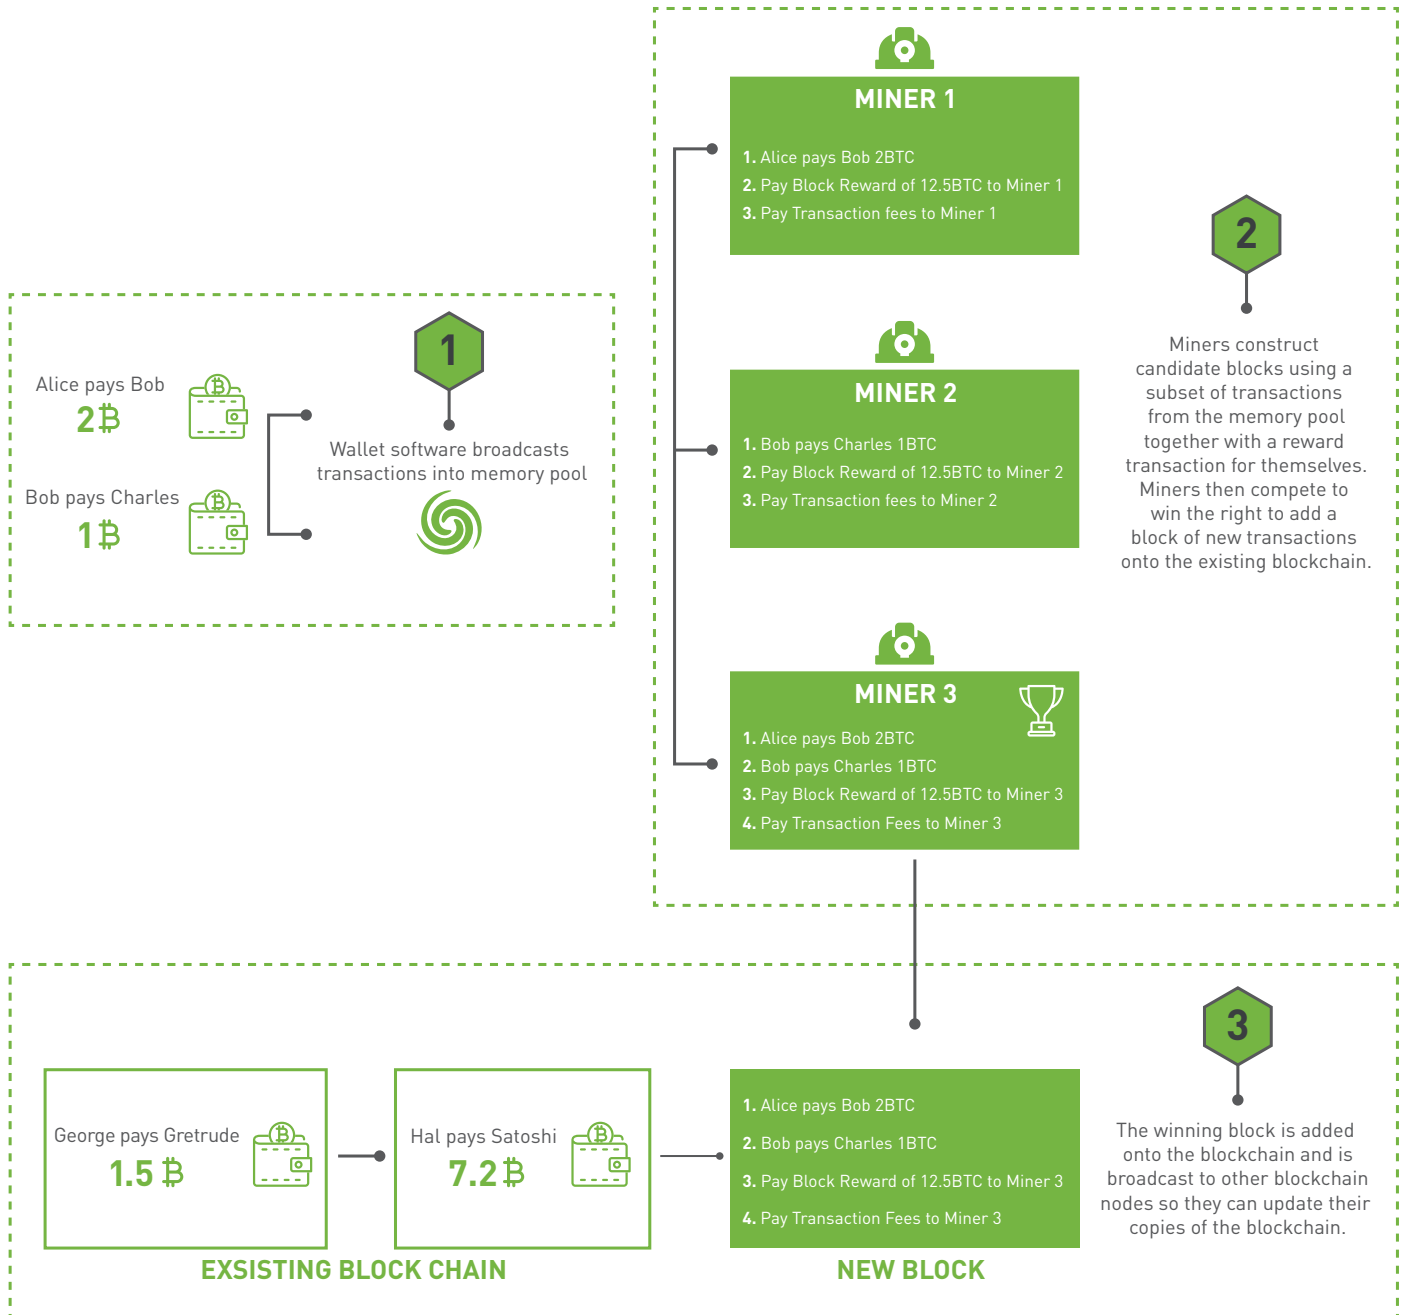 1
Alice pays Bob
2₿
Bob pays Charles
1₿
Wallet software broadcasts
transactions into memory pool
MINER 1
1. Alice pays Bob 2BTC
2. Pay Block Reward of 12.5BTC to Miner 1
3. Pay Transaction fees to Miner 1
MINER 2
1. Bob pays Charles 1BTC
2. Pay Block Reward of 12.5BTC to Miner 2
3. Pay Transaction fees to Miner 2
MINER 3
1. Alice pays Bob 2BTC
2. Bob pays Charles 1BTC
3. Pay Block Reward of 12.5BTC to Miner 3
4. Pay Transaction Fees to Miner 3
2
Miners construct
candidate blocks using a
subset of transactions
from the memory pool
together with a reward
transaction for themselves.
Miners then compete to
win the right to add a
block of new transactions
onto the existing blockchain.
George pays Gretrude
1.5 ₿
Hal pays Satoshi
7.2 ₿
EXSISTING BLOCK CHAIN
1. Alice pays Bob 2BTC
2. Bob pays Charles 1BTC
3. Pay Block Reward of 12.5BTC to Miner 3
4. Pay Transaction Fees to Miner 3
NEW BLOCK
3
The winning block is added
onto the blockchain and is
broadcast to other blockchain
nodes so they can update their
copies of the blockchain.